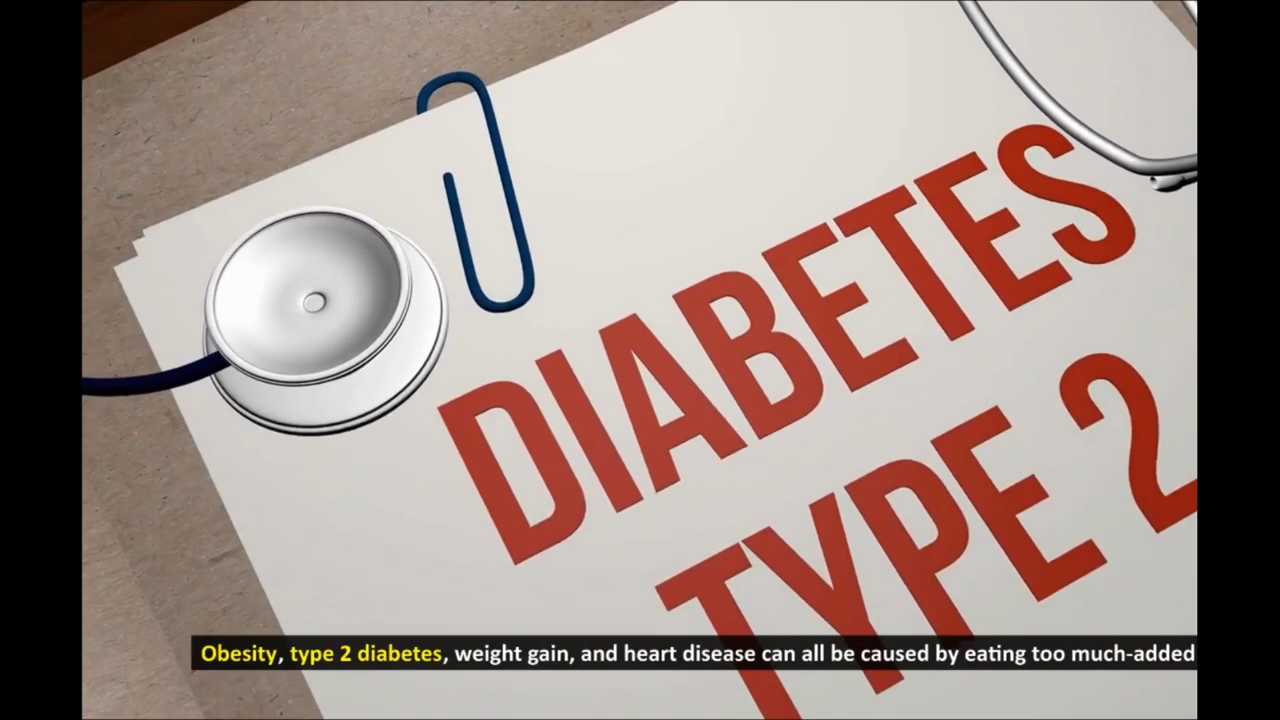 DIABETES
TYPE 2
Obesity, type 2 diabetes, weight gain, and heart disease can all be caused by eating too much-added